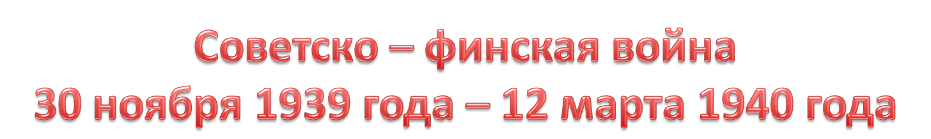 Советско – финская война
30 ноября 1939 года – 12 марта 1940 года